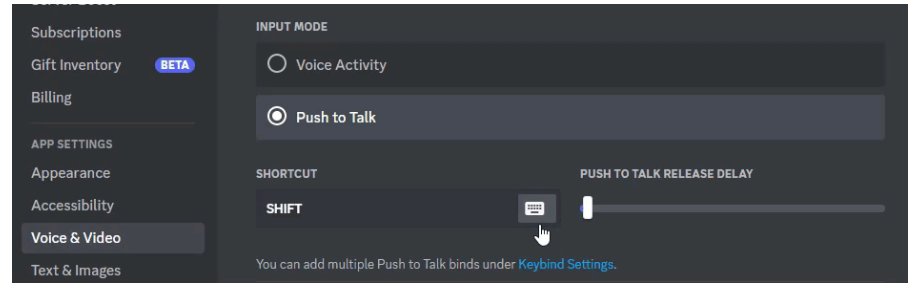 Subscriptions
Gift Inventory BETA
Billing
APP SETTINGS
Appearance
Accessibility
Voice & Video
Text & Images
INPUT MODE
Voice Activity
Push to Talk
SHORTCUT
SHIFT
PUSH TO TALK RELEASE DELAY
You can add multiple Push to Talk binds under Keybind Settings.